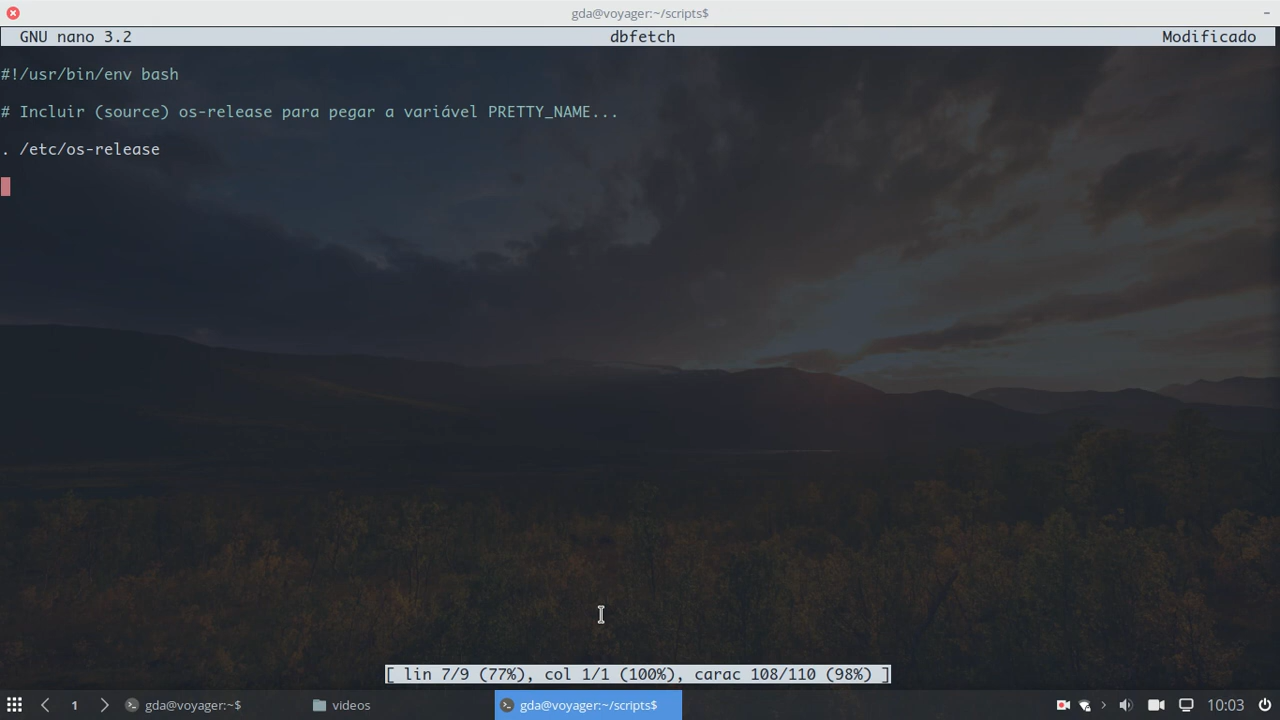 gda@voyager:~/scripts$
GNU nano 3.2 dbfetch Modificado
#!/usr/bin/env bash
# Incluir (source) os-release para pegar a variável PRETTY_NAME...
. /etc/os-release
[ lin 7/9 (77%), col 1/1 (100%), carac 108/110 (98%) ]
1 gda@voyager:~$ videos gda@voyager:~/scripts$ 10:03